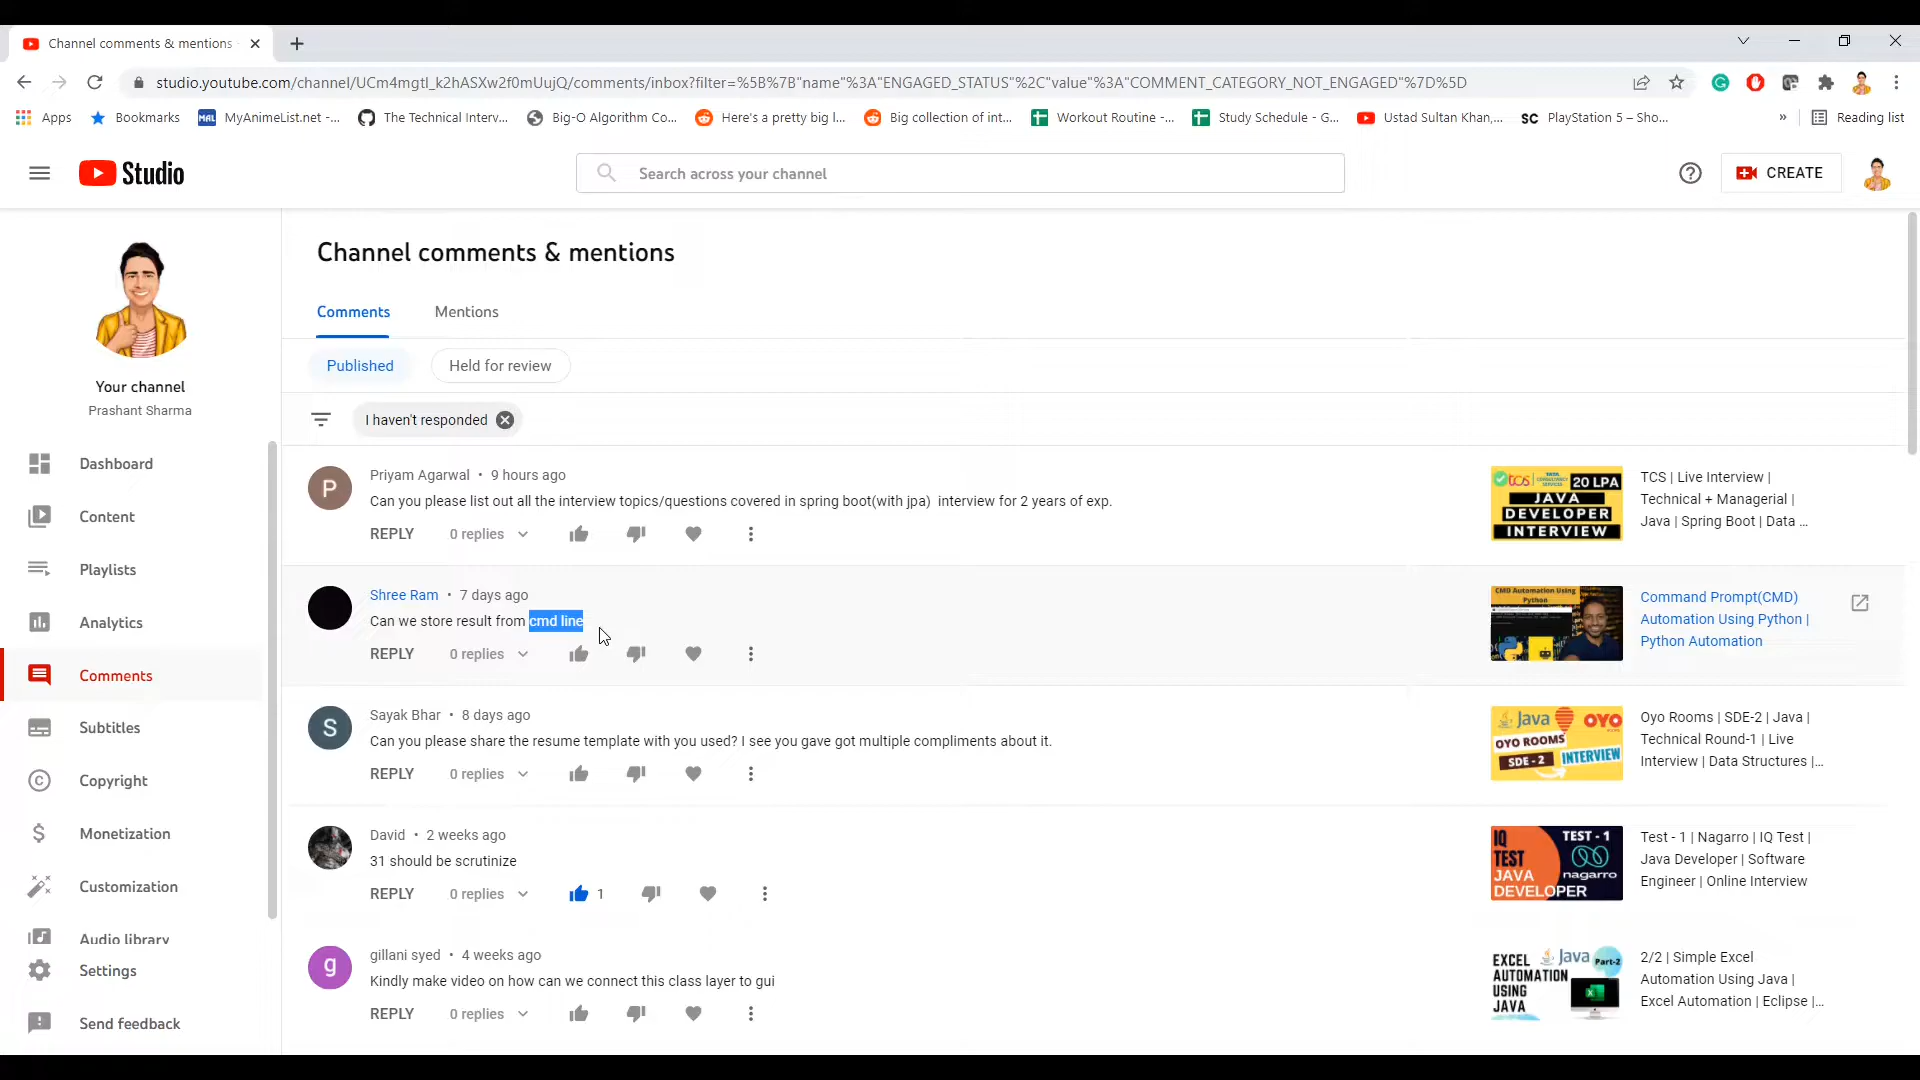 Channel comments & mentions
studio.youtube.com/channel/UCm4mgtI_k2hASXw2f0mUujQ/comments/inbox?filter=%5B%7B"name"%3A"ENGAGED_STATUS"%2C"value"%3A"COMMENT_CATEGORY_NOT_ENGAGED"%7D%5D
Apps Bookmarks MyAnimeList.net -... The Technical Interv... Big-O Algorithm Co... Here's a pretty big l... Big collection of int... Workout Routine -... Study Schedule - G... Ustad Sultan Khan,... SC PlayStation 5 – Sho... » Reading list
Studio
Search across your channel
CREATE
Your channel
Prashant Sharma
Dashboard
Content
Playlists
Analytics
Comments
Subtitles
Copyright
Monetization
Customization
Audio library
Settings
Send feedback
Channel comments & mentions
Comments Mentions
Published Held for review
I haven't responded
Priyam Agarwal • 9 hours ago
Can you please list out all the interview topics/questions covered in spring boot(with jpa) interview for 2 years of exp.
REPLY 0 replies
TCS | Live Interview |
Technical + Managerial |
Java | Spring Boot | Data ...
tcs TATA 20 LPA
JAVA
DEVELOPER
INTERVIEW
Shree Ram • 7 days ago
Can we store result from cmd line
REPLY 0 replies
CMD Automation Using
Python
Command Prompt(CMD)
Automation Using Python |
Python Automation
Sayak Bhar • 8 days ago
Can you please share the resume template with you used? I see you gave got multiple compliments about it.
REPLY 0 replies
Java OYO
OYO ROOMS
SDE - 2 INTERVIEW
Oyo Rooms | SDE-2 | Java |
Technical Round-1 | Live
Interview | Data Structures |...
David • 2 weeks ago
31 should be scrutinize
REPLY 0 replies 1
IQ TEST - 1
TEST
JAVA nagarro
DEVELOPER
Test - 1 | Nagarro | IQ Test |
Java Developer | Software
Engineer | Online Interview
gillani syed • 4 weeks ago
Kindly make video on how can we connect this class layer to gui
REPLY 0 replies
EXCEL Java Part-2
AUTOMATION
USING
JAVA
2/2 | Simple Excel
Automation Using Java |
Excel Automation | Eclipse |...
P
S
g